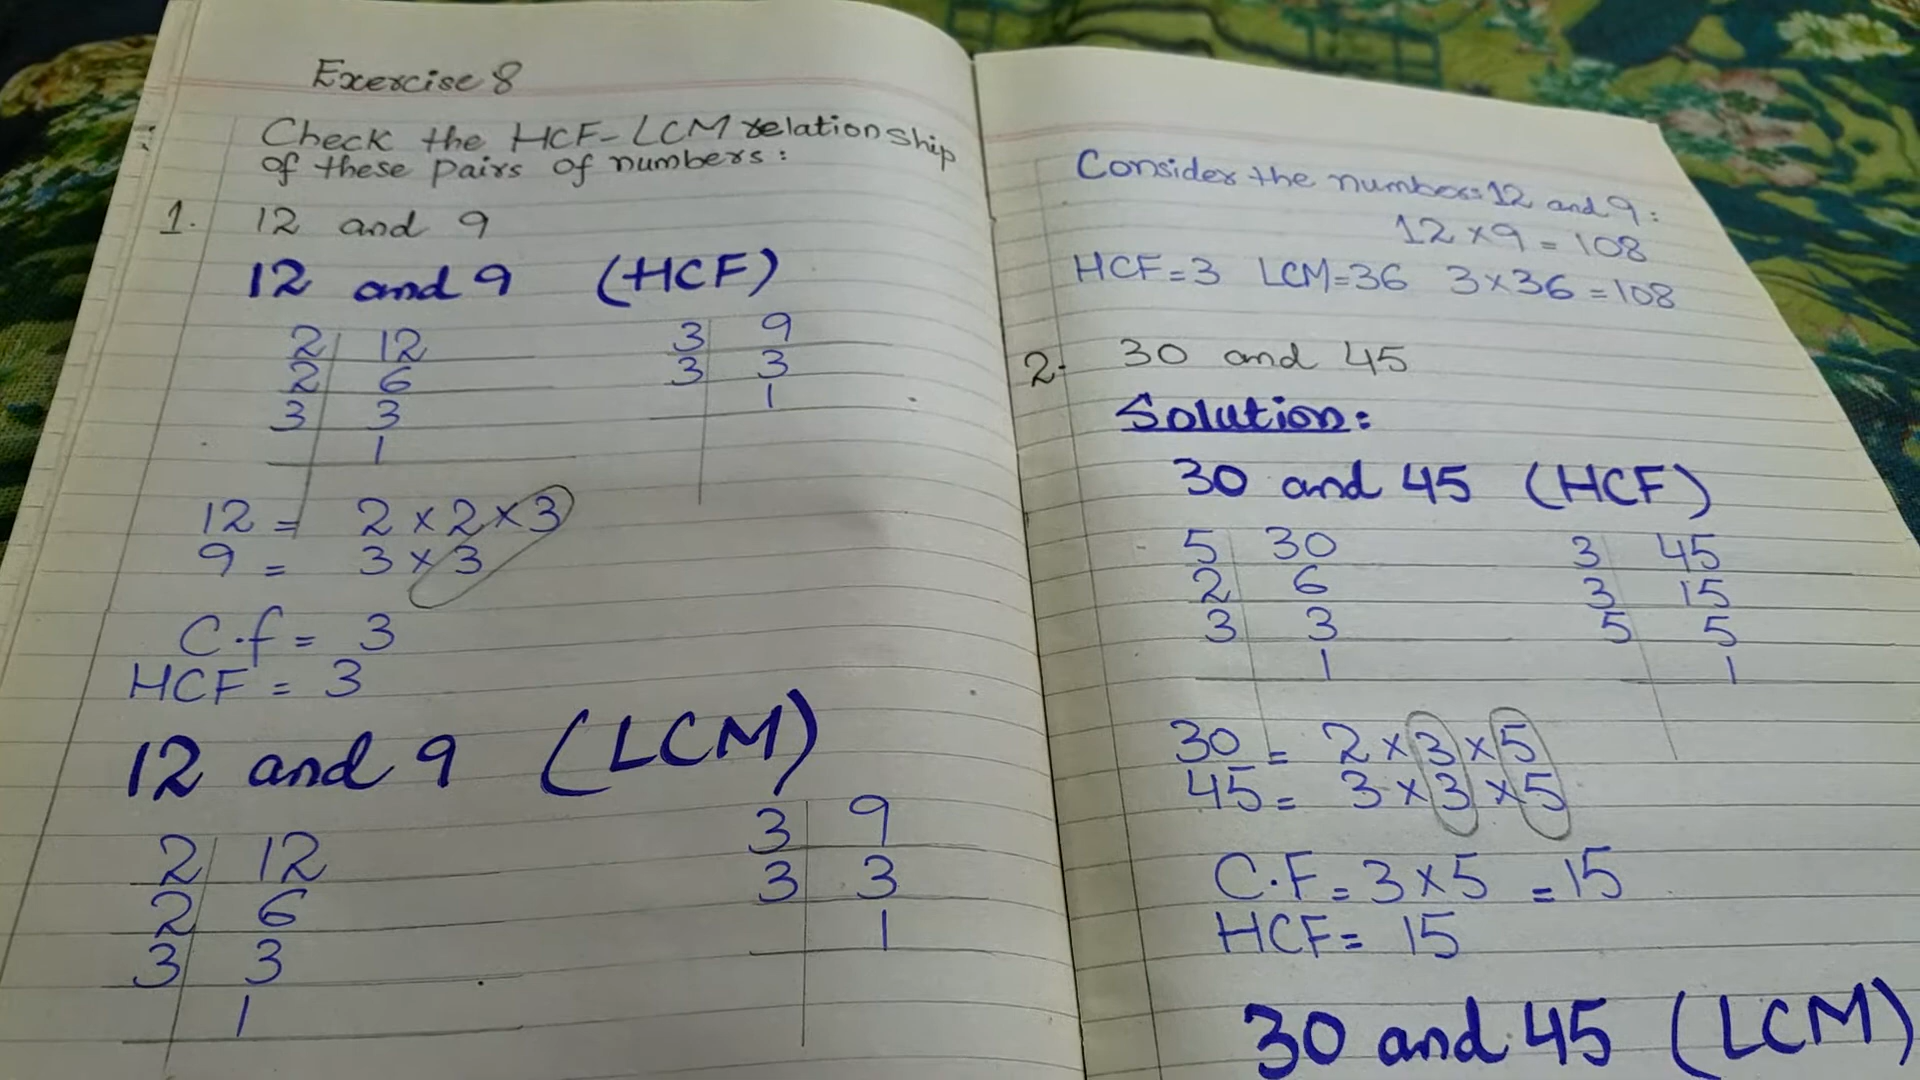 Exercise 8
Check the HCF-LCM relationship
of these pairs of numbers:
1. 12 and 9
12 and 9 (HCF)
2 12 3 9
2 6 3 3
3 3 1
1
12 = 2 × 2 × 3
9 = 3 × 3
C.f = 3
HCF = 3
12 and 9 (LCM)
2 12 3 9
2 6 3 3
3 3 1
1
Consider the numbers: 12 and 9:
12 × 9 = 108
HCF = 3 LCM = 36 3 × 36 = 108
2. 30 and 45
Solution:
30 and 45 (HCF)
5 30 3 45
2 6 3 15
3 3 5 5
1 1
30 = 2 × 3 × 5
45 = 3 × 3 × 5
C.F = 3 × 5 = 15
HCF = 15
30 and 45 (LCM)